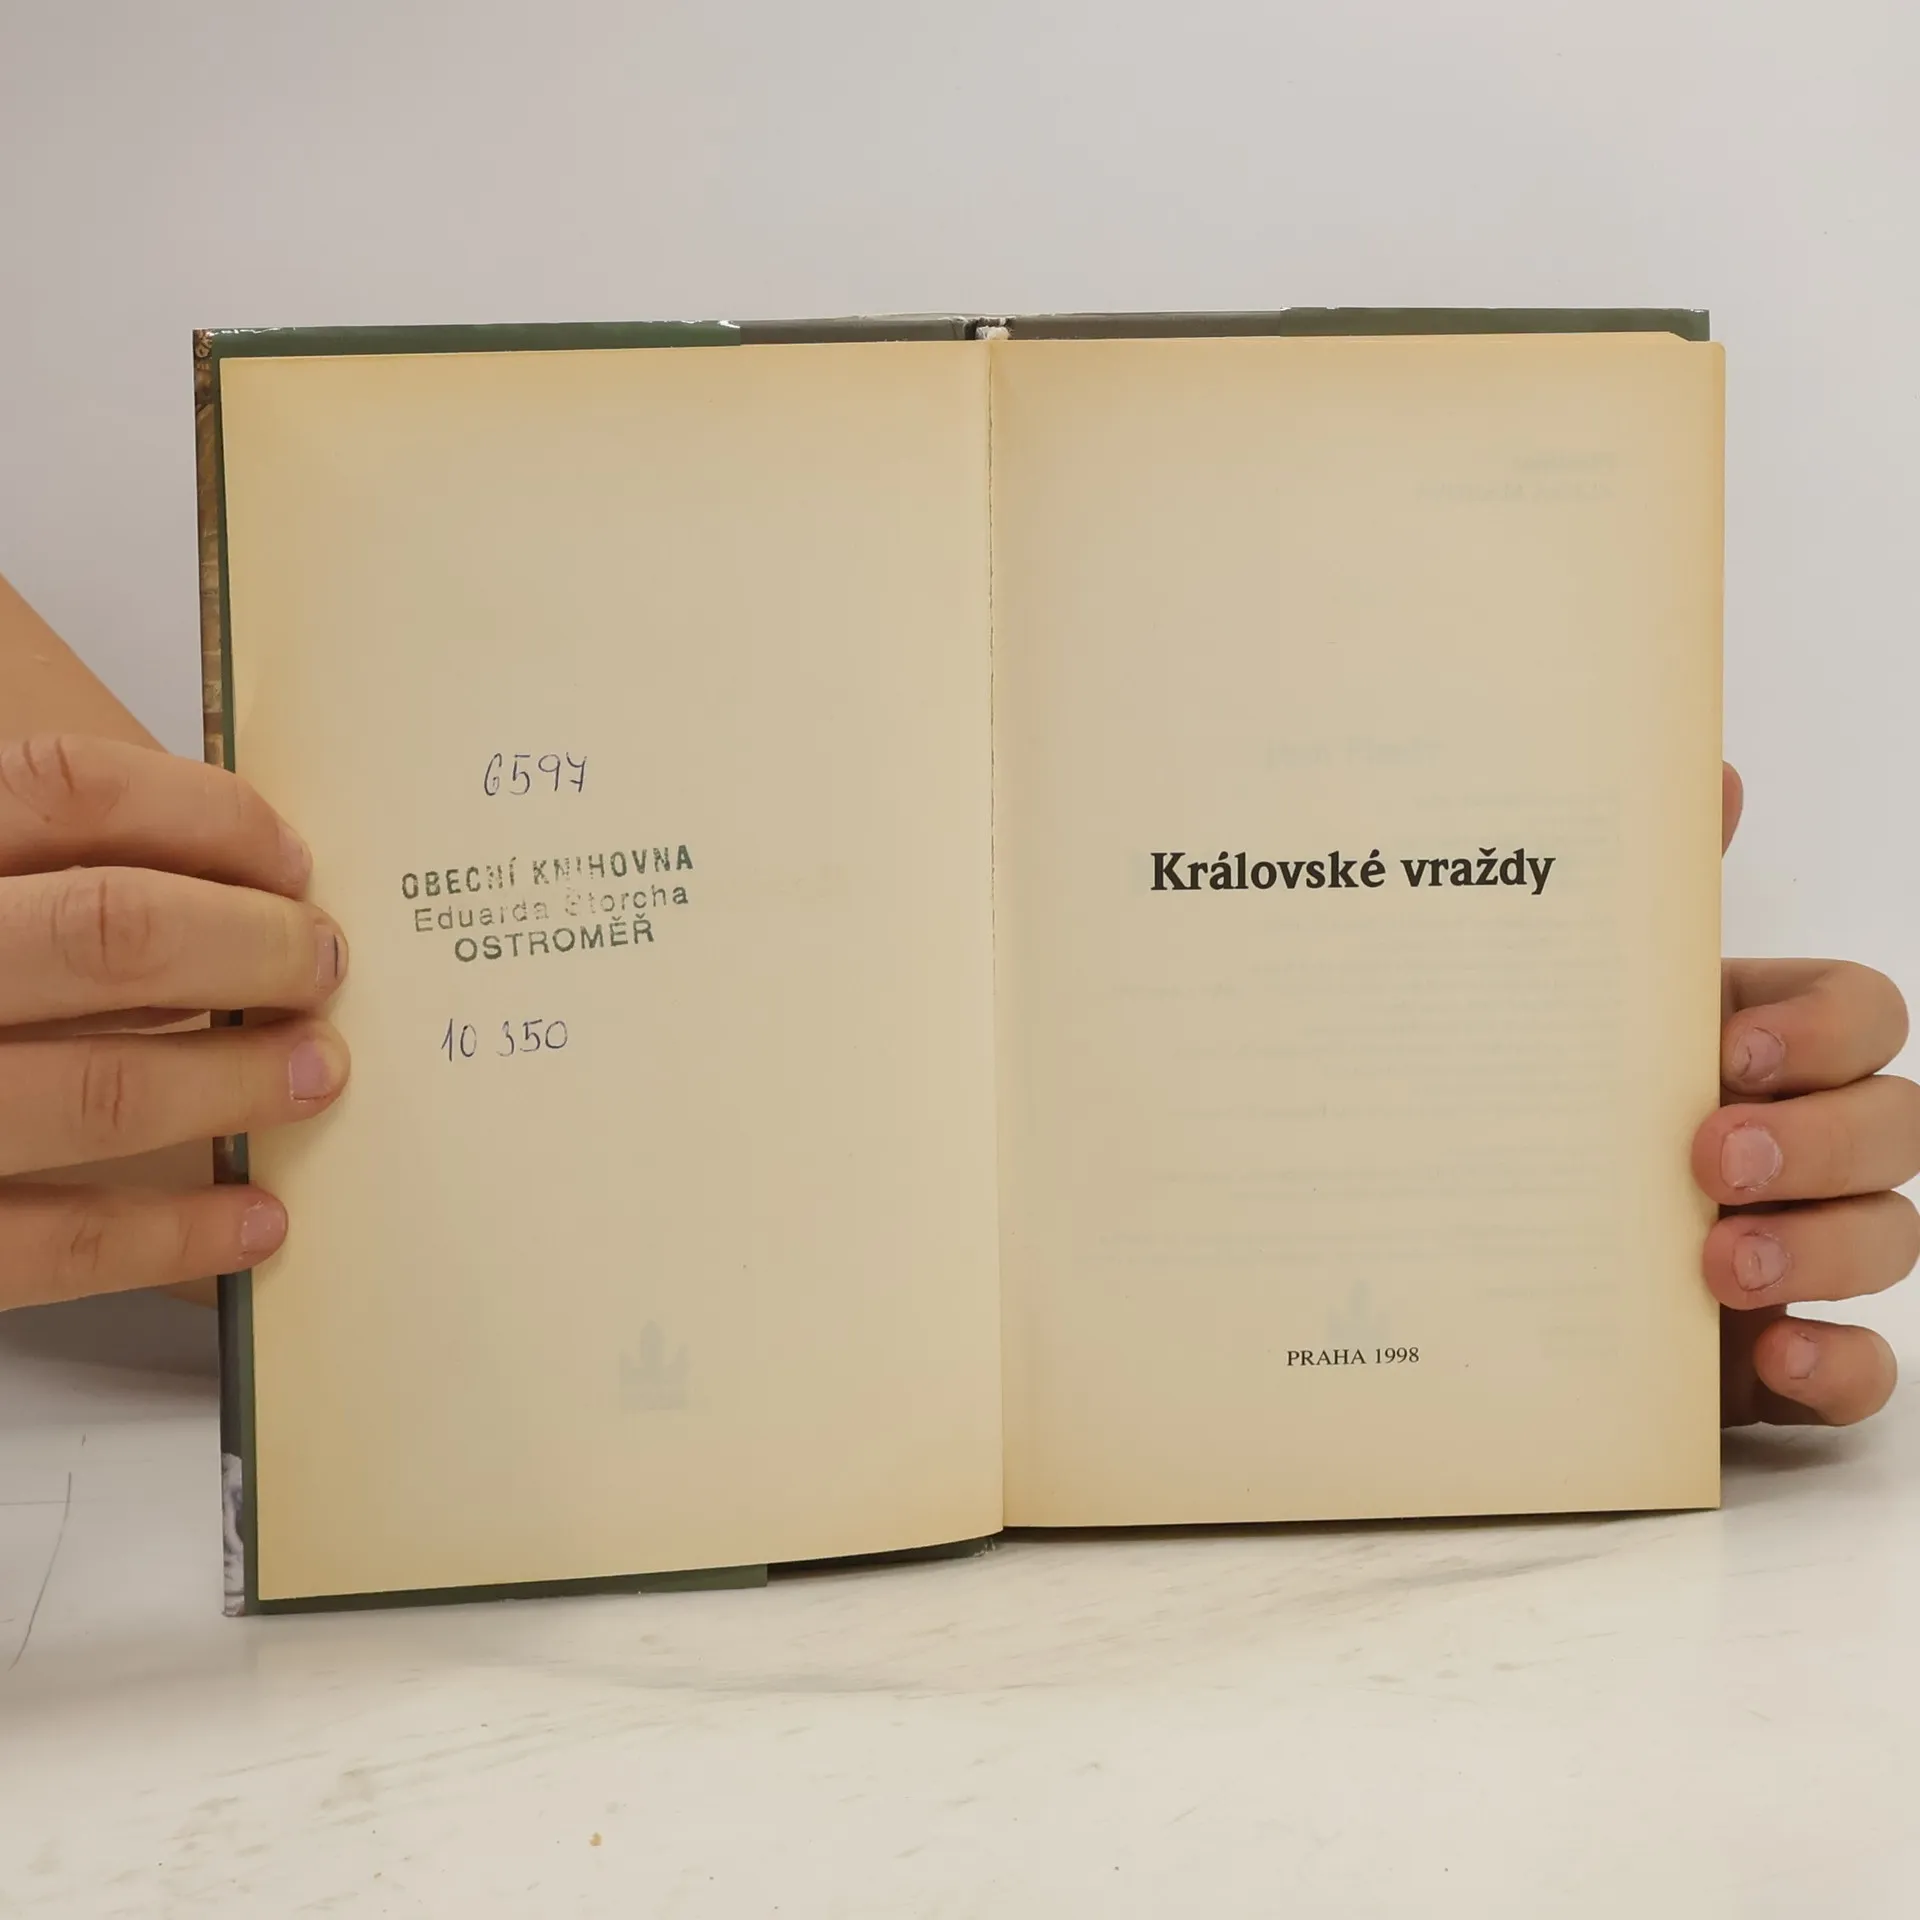 6597
OBECNÍ KNIHOVNA
Eduarda Štorcha
OSTROMĚŘ
10 350
Královské vraždy
PRAHA 1998